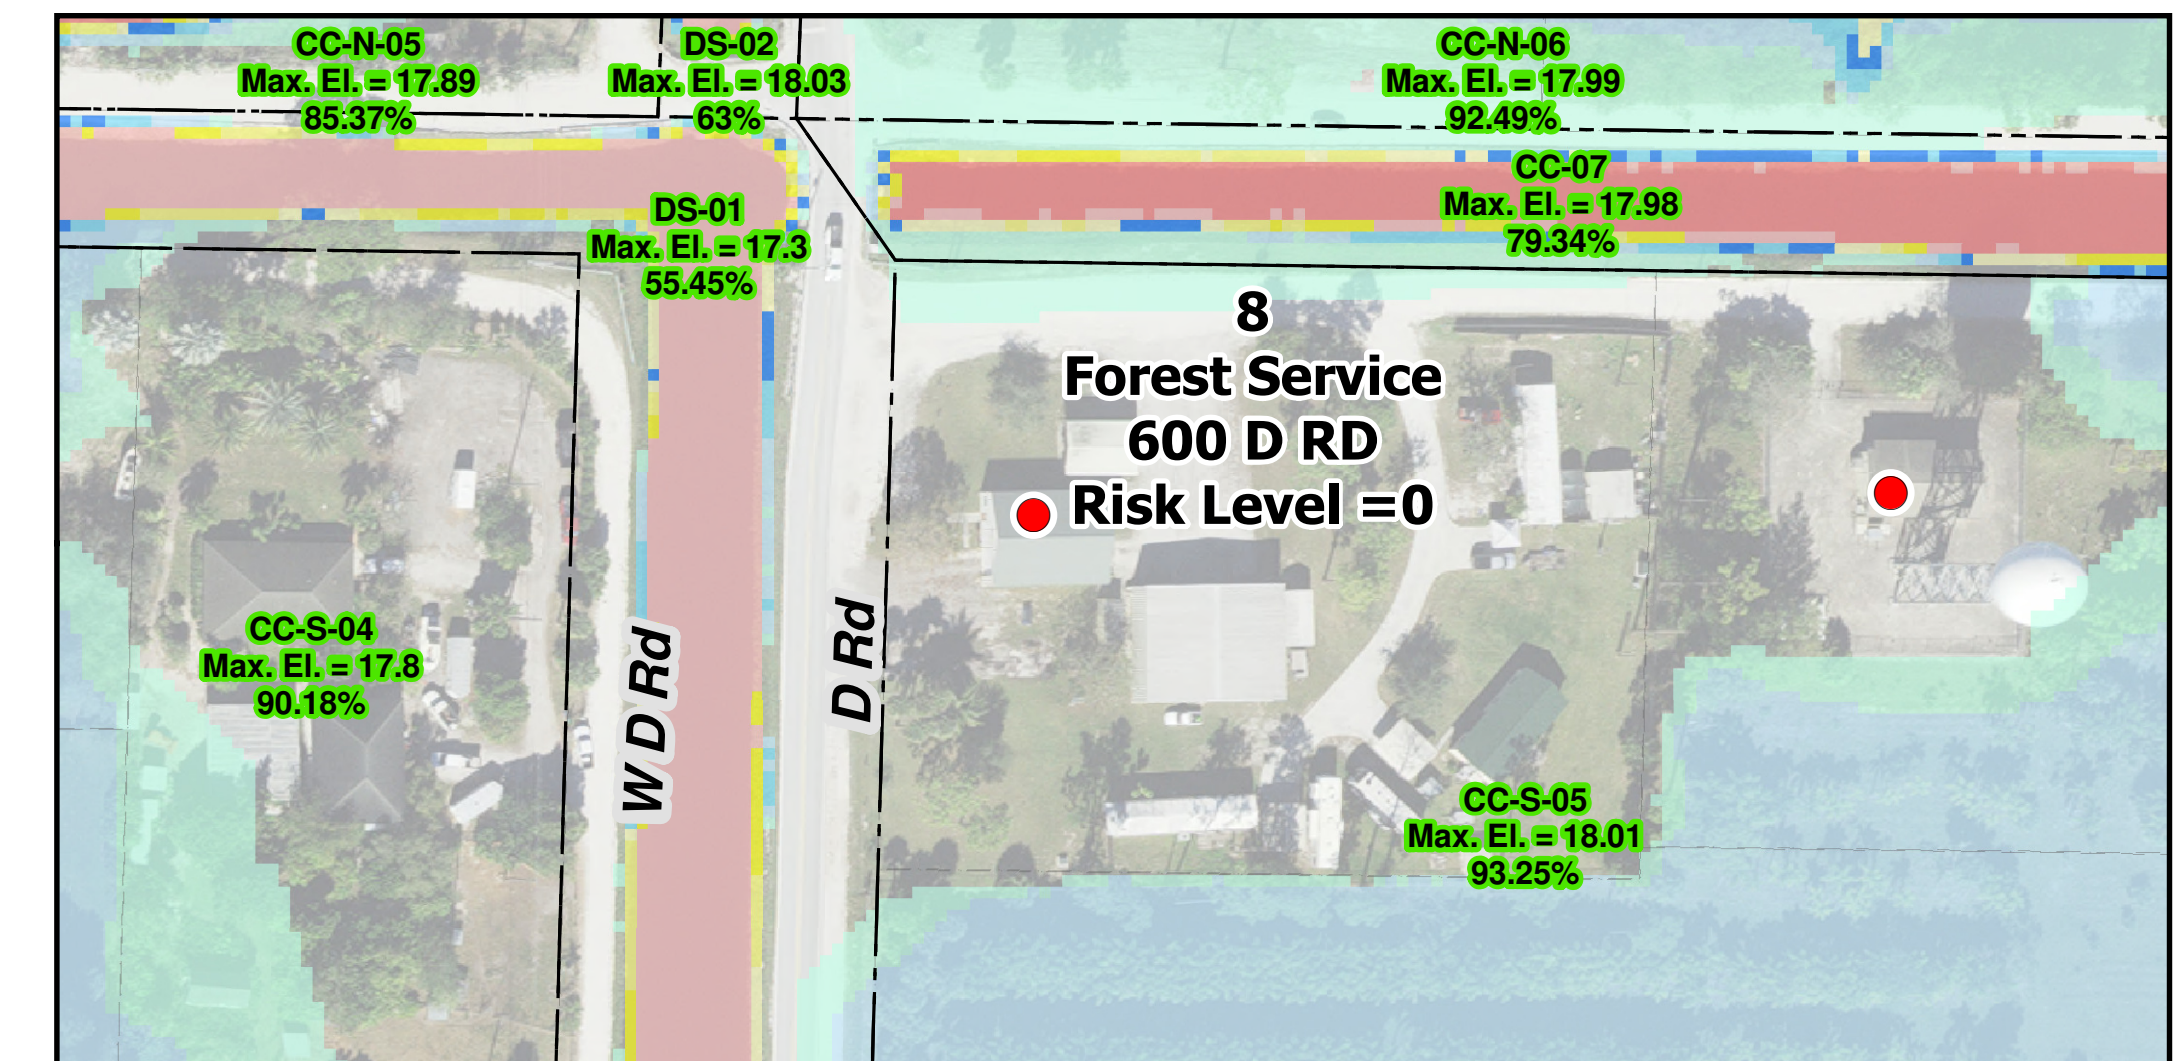 CC-N-05
Max. El. = 17.89
85.37%
DS-02
Max. El. = 18.03
63%
CC-N-06
Max. El. = 17.99
92.49%
CC-07
Max. El. = 17.98
79.34%
DS-01
Max. El. = 17.3
55.45%
8
Forest Service
600 D RD
Risk Level =0
CC-S-04
Max. El. = 17.8
90.18%
W D Rd
D Rd
CC-S-05
Max. El. = 18.01
93.25%